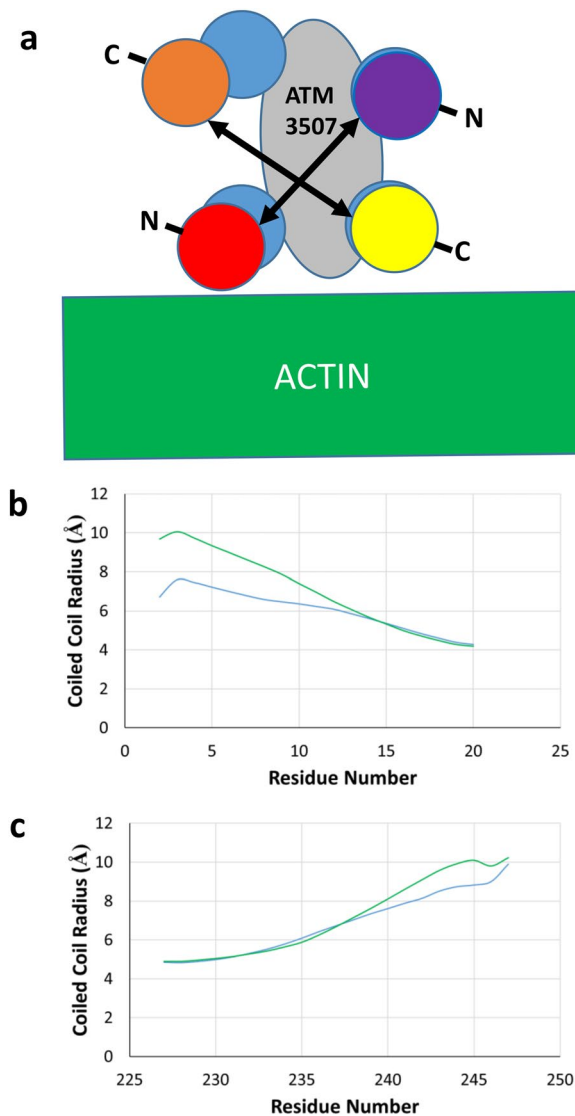 a
C
ATM
3507
N
N
C
ACTIN
b
12
10
8
6
4
2
0
Coiled Coil Radius (Å)
0 5 10 15 20 25
Residue Number
c
12
10
8
6
4
2
0
Coiled Coil Radius (Å)
225 230 235 240 245 250
Residue Number